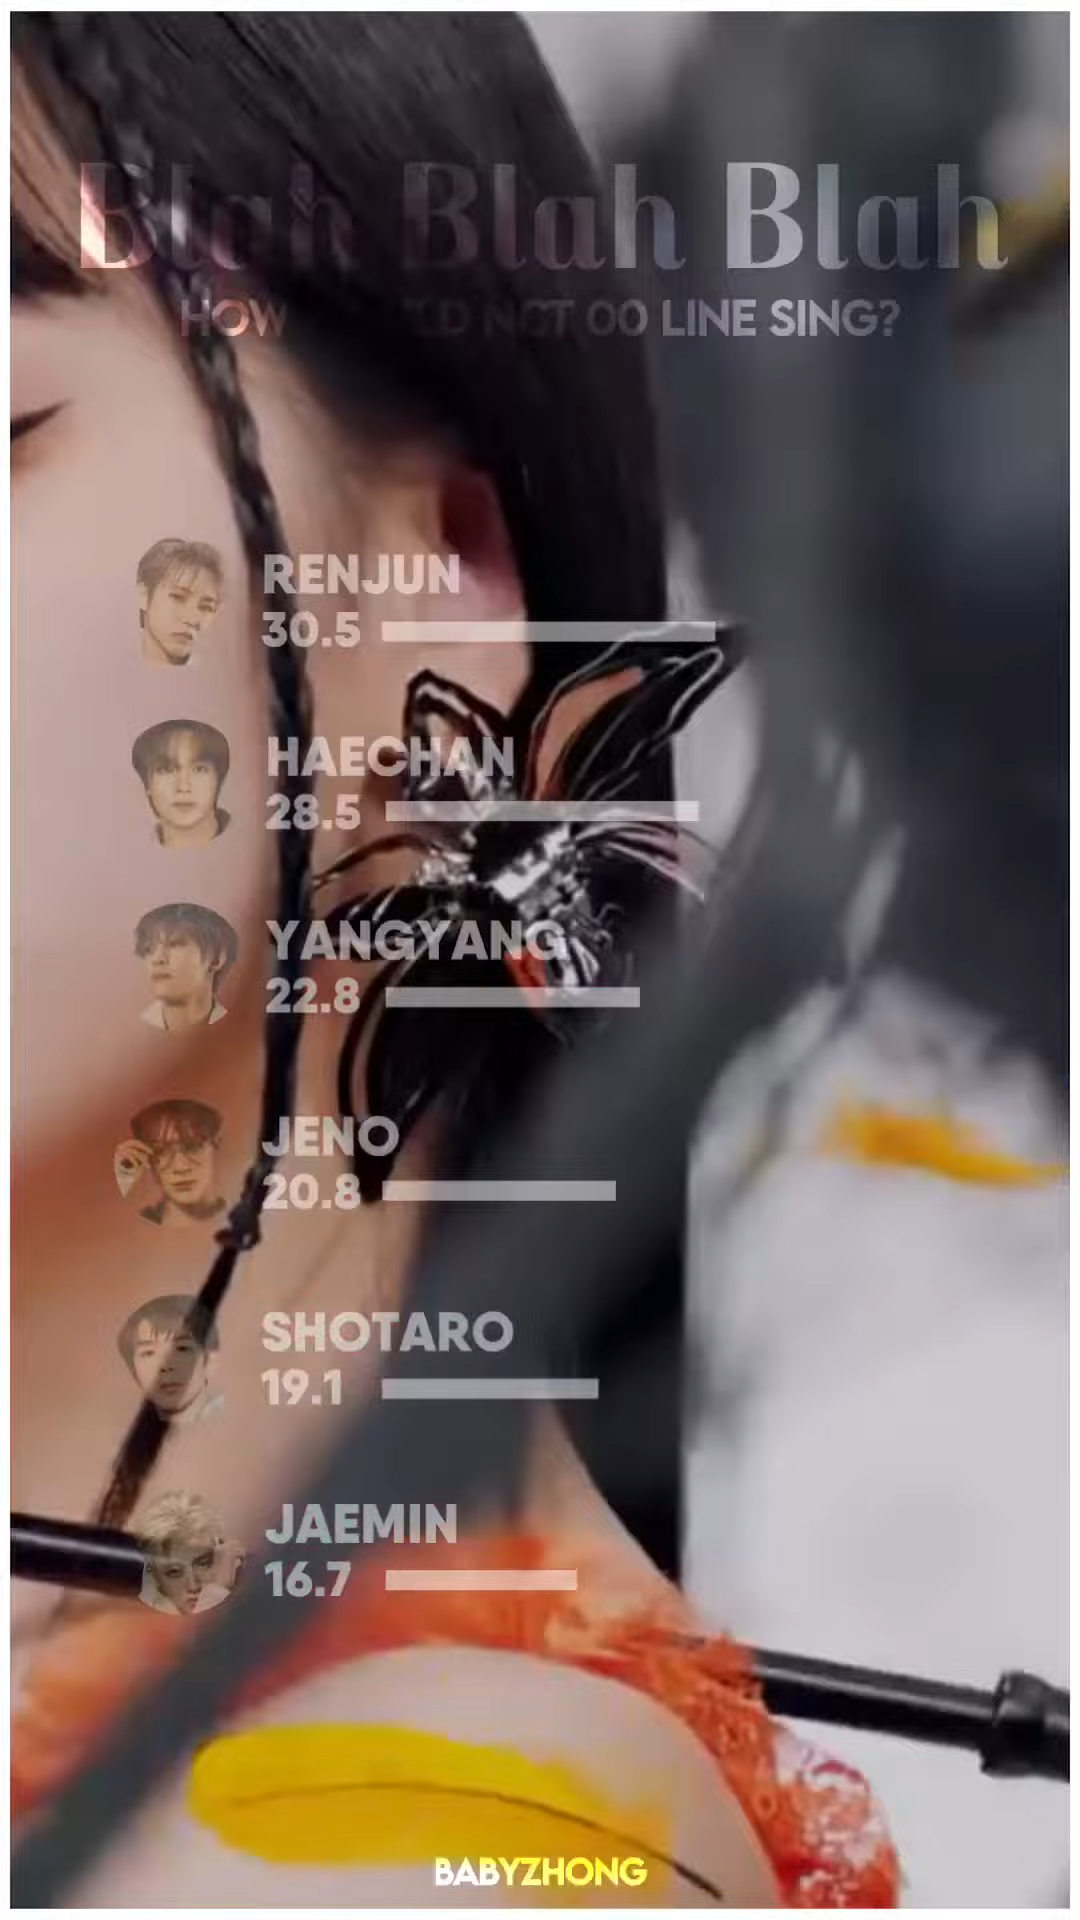 Blah Blah Blah
HOW LD NCT 00 LINE SING?
RENJUN
30.5
HAECHAN
28.5
YANGYANG
22.8
JENO
20.8
SHOTARO
19.1
JAEMIN
16.7
BABYZHONG